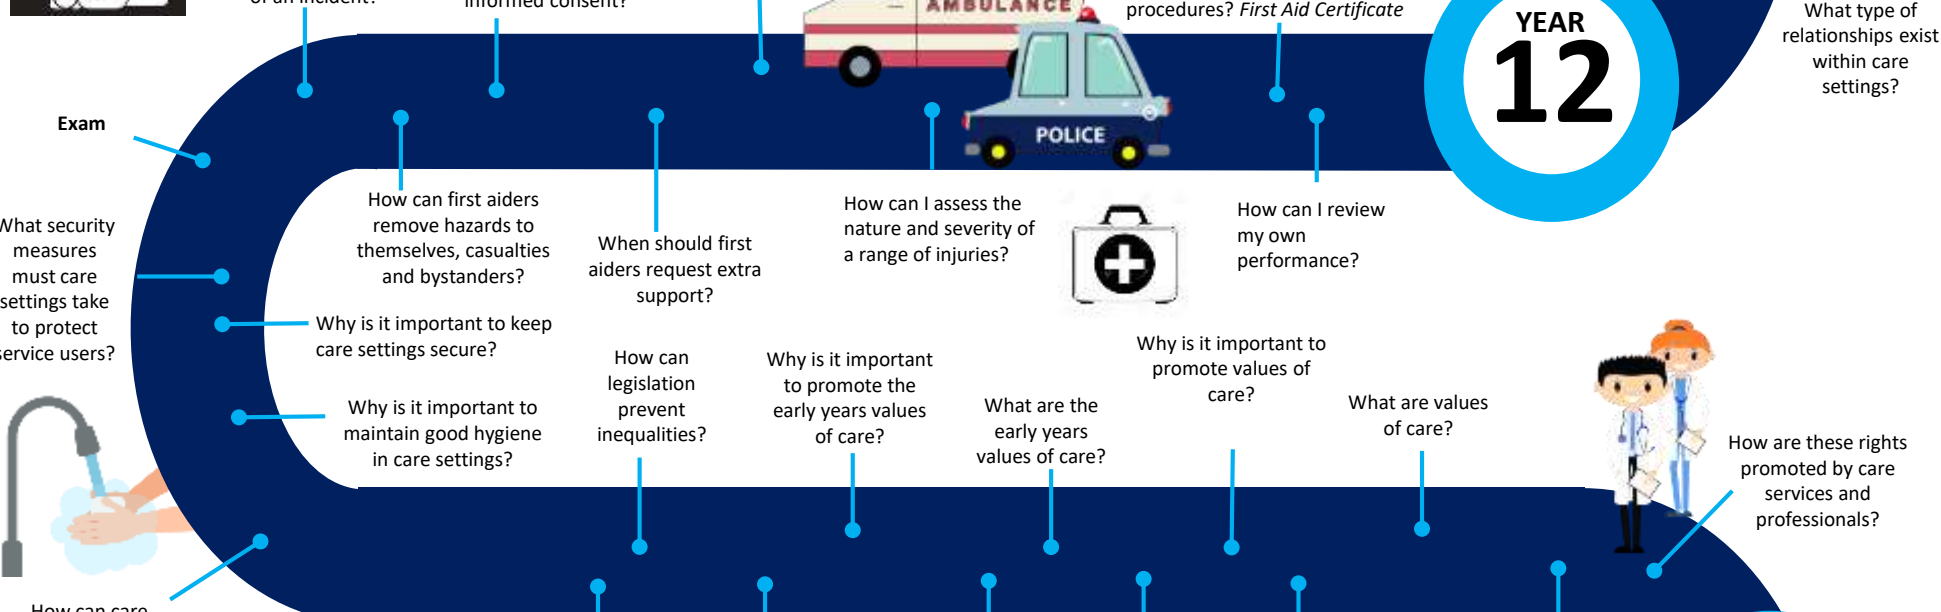 of an incident?
informed consent?
AMBULANCE
procedures? First Aid Certificate
YEAR
12
What type of
relationships exist
within care
settings?
Exam
POLICE
How can first aiders
remove hazards to
themselves, casualties
and bystanders?
When should first
aiders request extra
support?
How can I assess the
nature and severity of
a range of injuries?
How can I review
my own
performance?
What security
measures
must care
settings take
to protect
service users?
Why is it important to keep
care settings secure?
Why is it important to
maintain good hygiene
in care settings?
How can
legislation
prevent
inequalities?
Why is it important
to promote the
early years values
of care?
What are the
early years
values of care?
Why is it important to
promote values of
care?
What are values
of care?
How are these rights
promoted by care
services and
professionals?
How can care